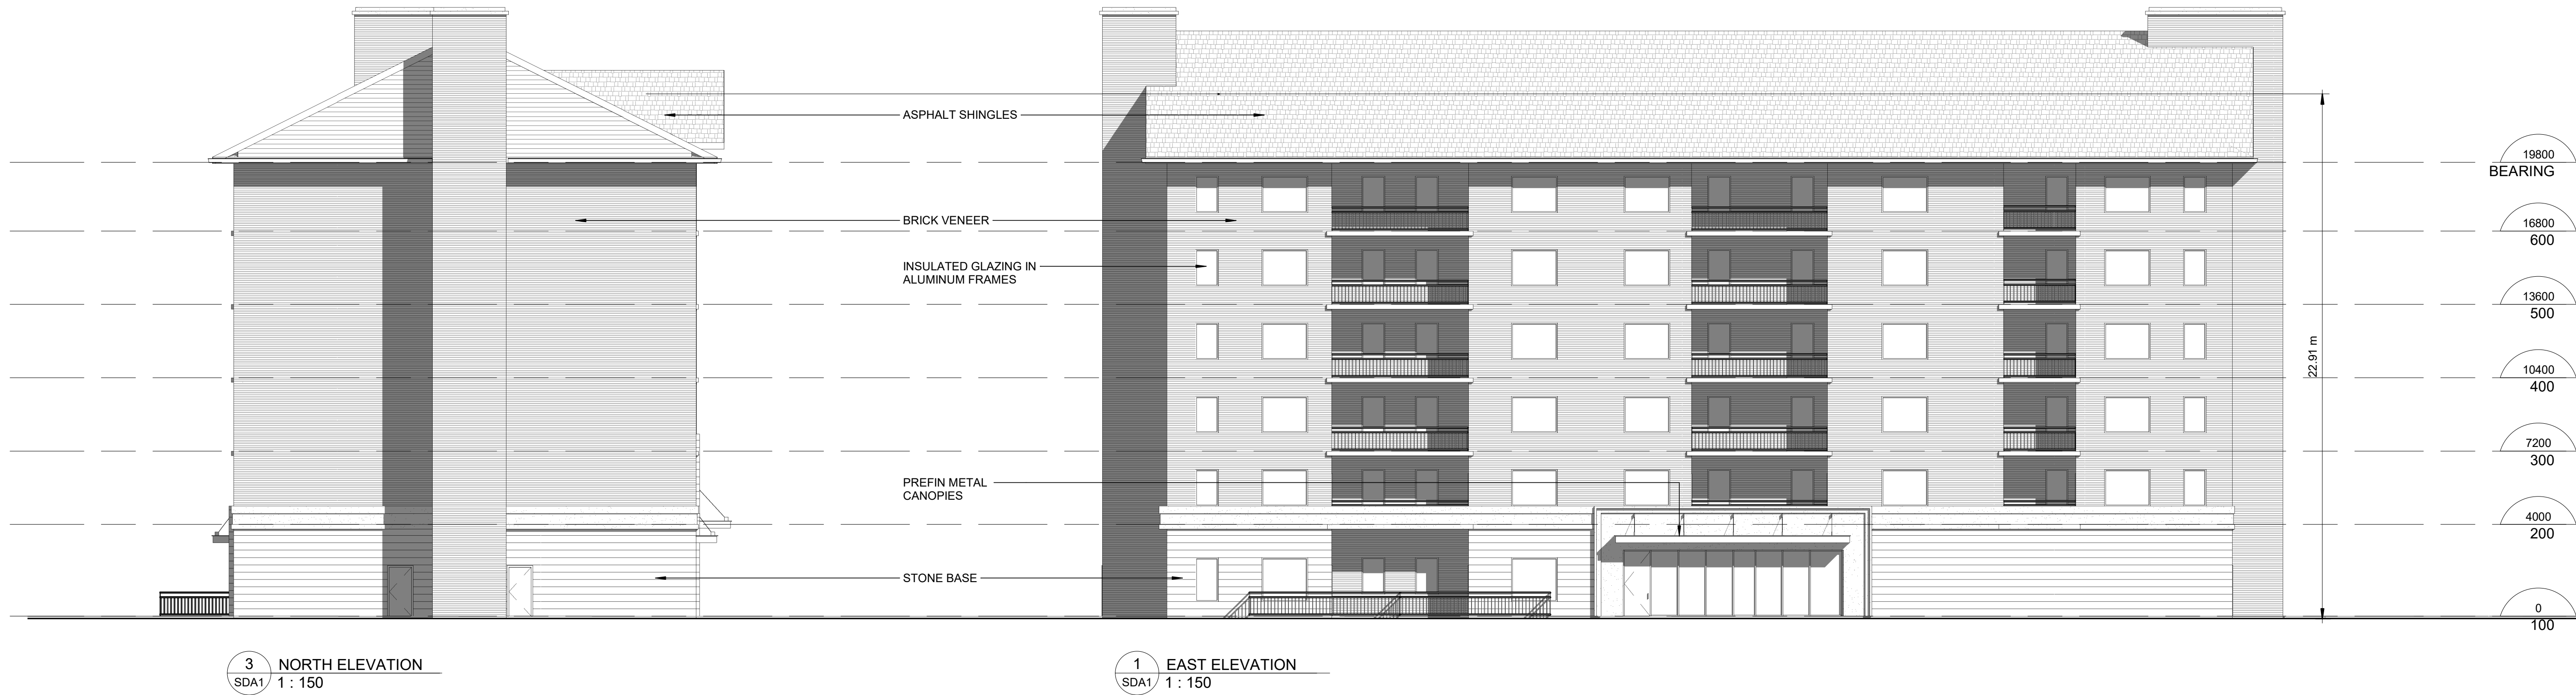 ASPHALT SHINGLES
BRICK VENEER
INSULATED GLAZING IN
ALUMINUM FRAMES
PREFIN METAL
CANOPIES
STONE BASE
22.91 m
19800
BEARING
16800
600
13600
500
10400
400
7200
300
4000
200
0
100
3
SDA1
NORTH ELEVATION
1 : 150
1
SDA1
EAST ELEVATION
1 : 150